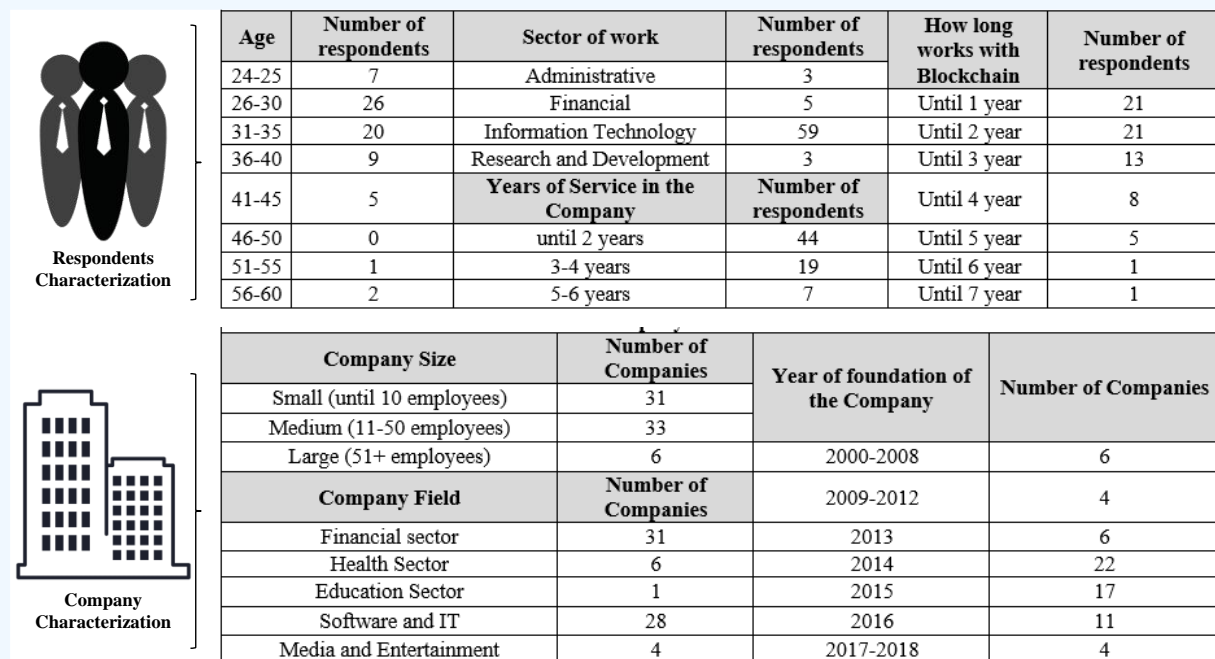 Age | Number of respondents | Sector of work | Number of respondents | How long works with Blockchain | Number of respondents
24-25 | 7 | Administrative | 3
26-30 | 26 | Financial | 5 | Until 1 year | 21
31-35 | 20 | Information Technology | 59 | Until 2 year | 21
36-40 | 9 | Research and Development | 3 | Until 3 year | 13
41-45 | 5 | Years of Service in the Company | Number of respondents | Until 4 year | 8
46-50 | 0 | until 2 years | 44 | Until 5 year | 5
51-55 | 1 | 3-4 years | 19 | Until 6 year | 1
56-60 | 2 | 5-6 years | 7 | Until 7 year | 1
Respondents
Characterization
Company Size | Number of Companies | Year of foundation of the Company | Number of Companies
Small (until 10 employees) | 31
Medium (11-50 employees) | 33
Large (51+ employees) | 6 | 2000-2008 | 6
Company Field | Number of Companies | 2009-2012 | 4
Financial sector | 31 | 2013 | 6
Health Sector | 6 | 2014 | 22
Education Sector | 1 | 2015 | 17
Software and IT | 28 | 2016 | 11
Media and Entertainment | 4 | 2017-2018 | 4
Company
Characterization